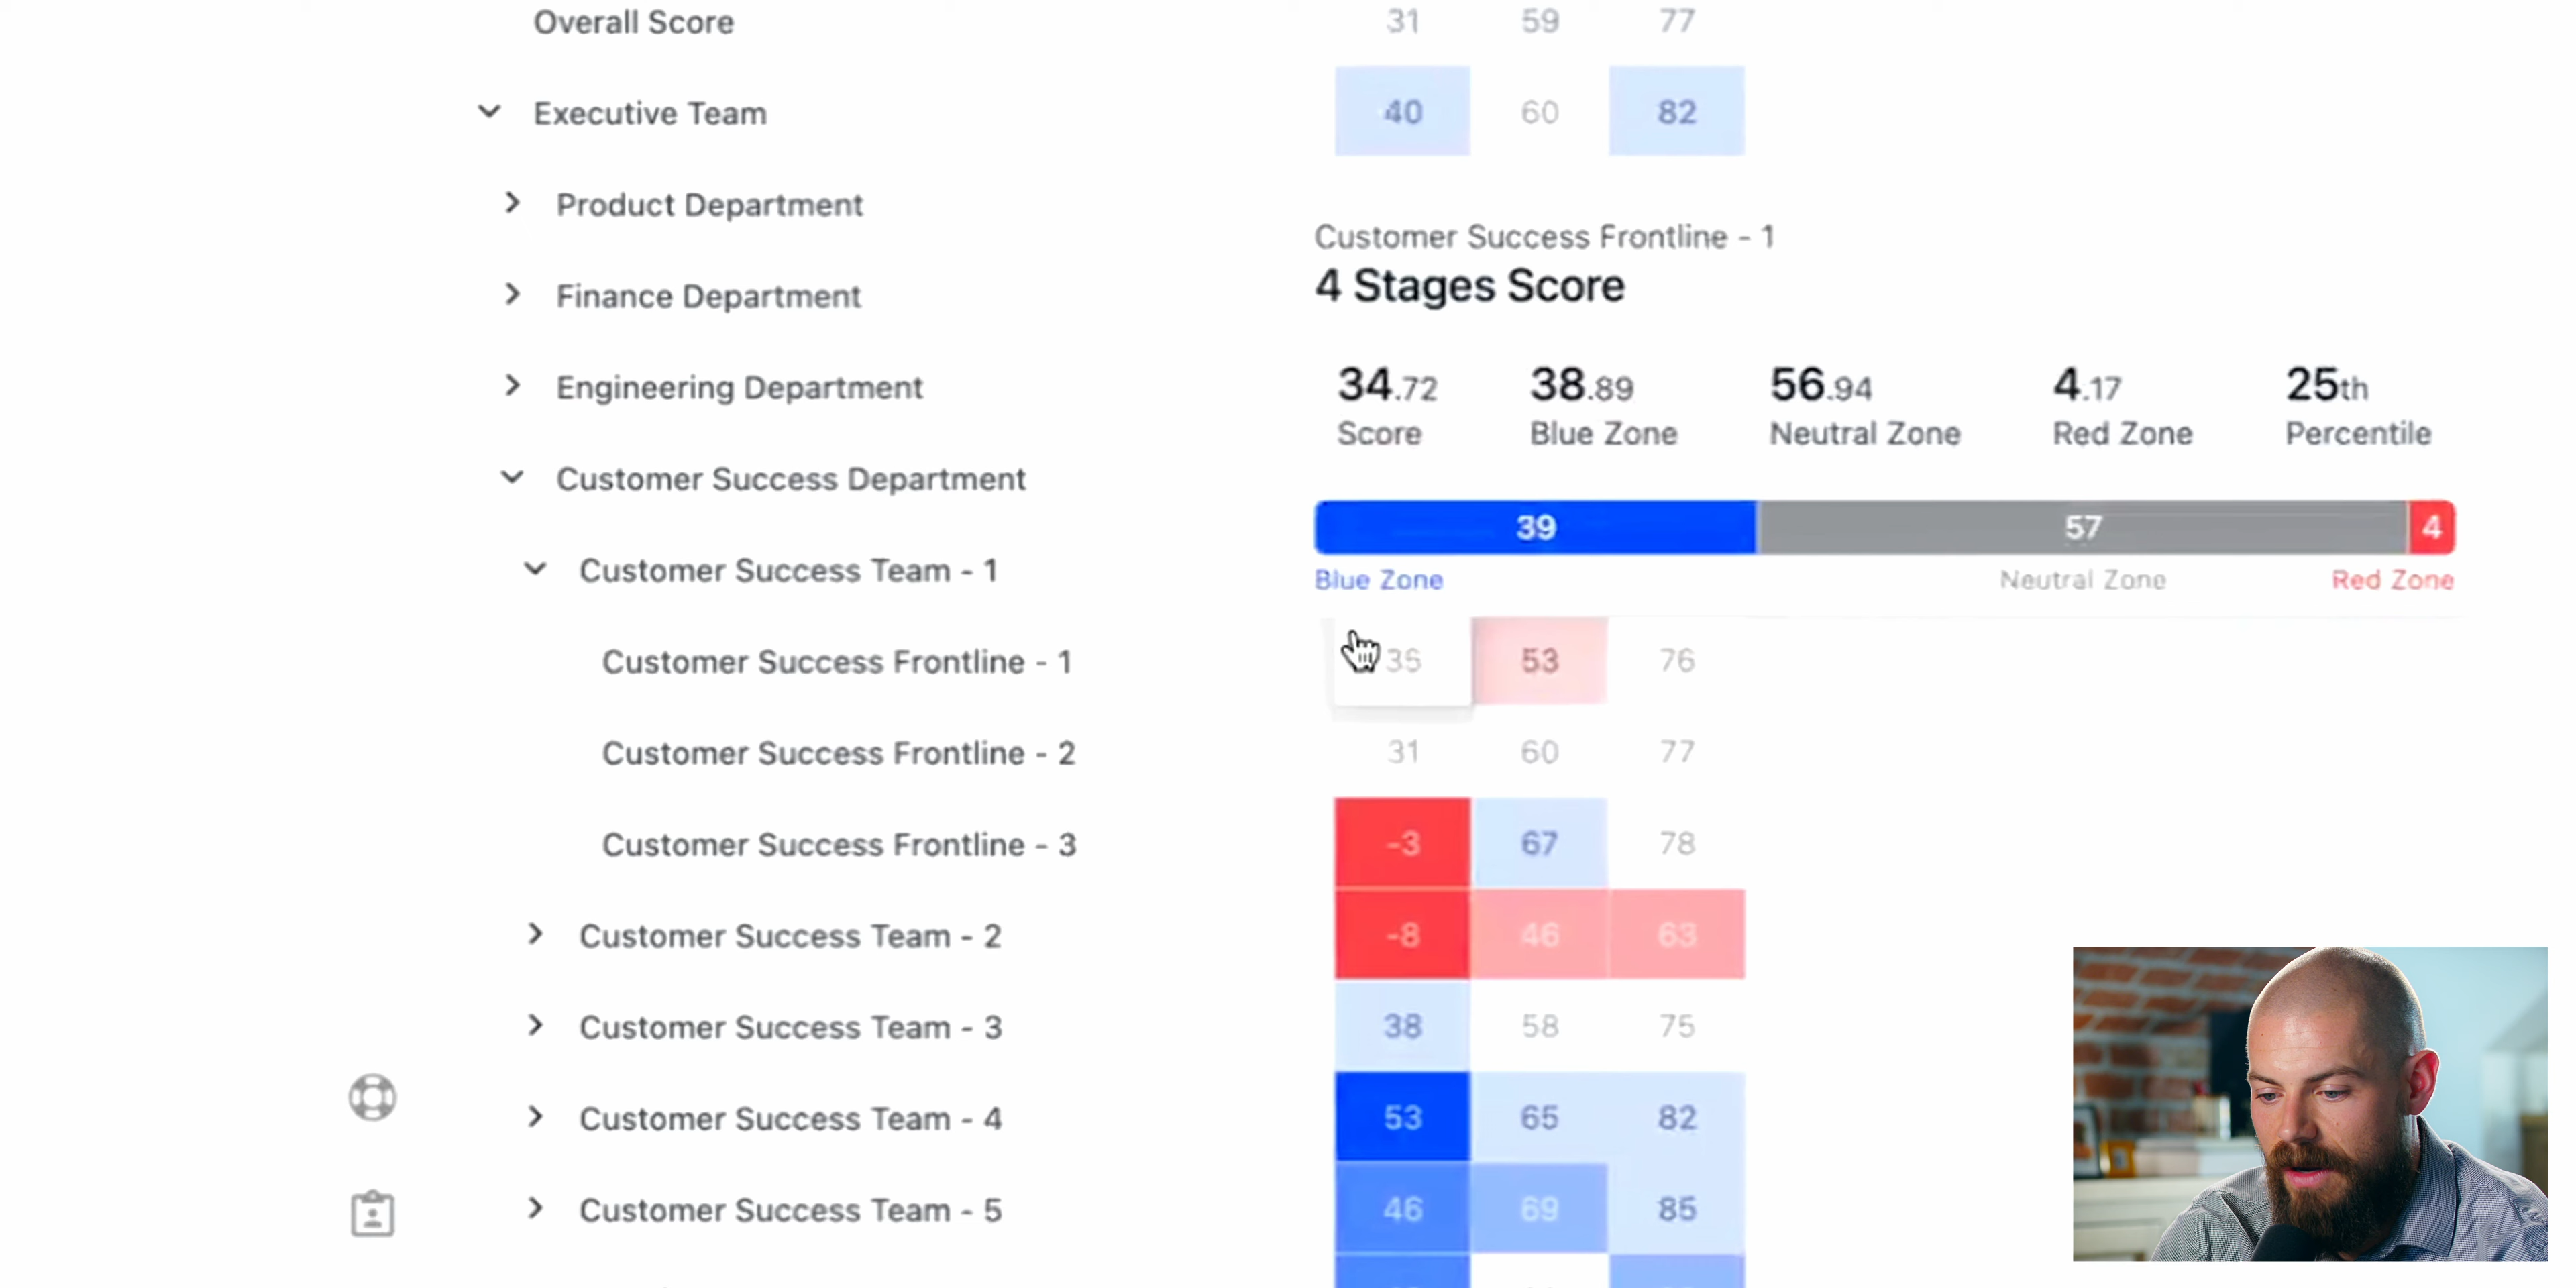 Overall Score 31 59 77
Executive Team 40 60 82
Product Department
Customer Success Frontline - 1
4 Stages Score
Finance Department
34.72 38.89 56.94 4.17 25th
Engineering Department
Score Blue Zone Neutral Zone Red Zone Percentile
Customer Success Department
39 57 4
Customer Success Team - 1
Blue Zone Neutral Zone Red Zone
Customer Success Frontline - 1 35 53 76
Customer Success Frontline - 2 31 60 77
Customer Success Frontline - 3 -3 67 78
Customer Success Team - 2 -8 46 63
Customer Success Team - 3 38 58 75
Customer Success Team - 4 53 65 82
Customer Success Team - 5 46 69 85